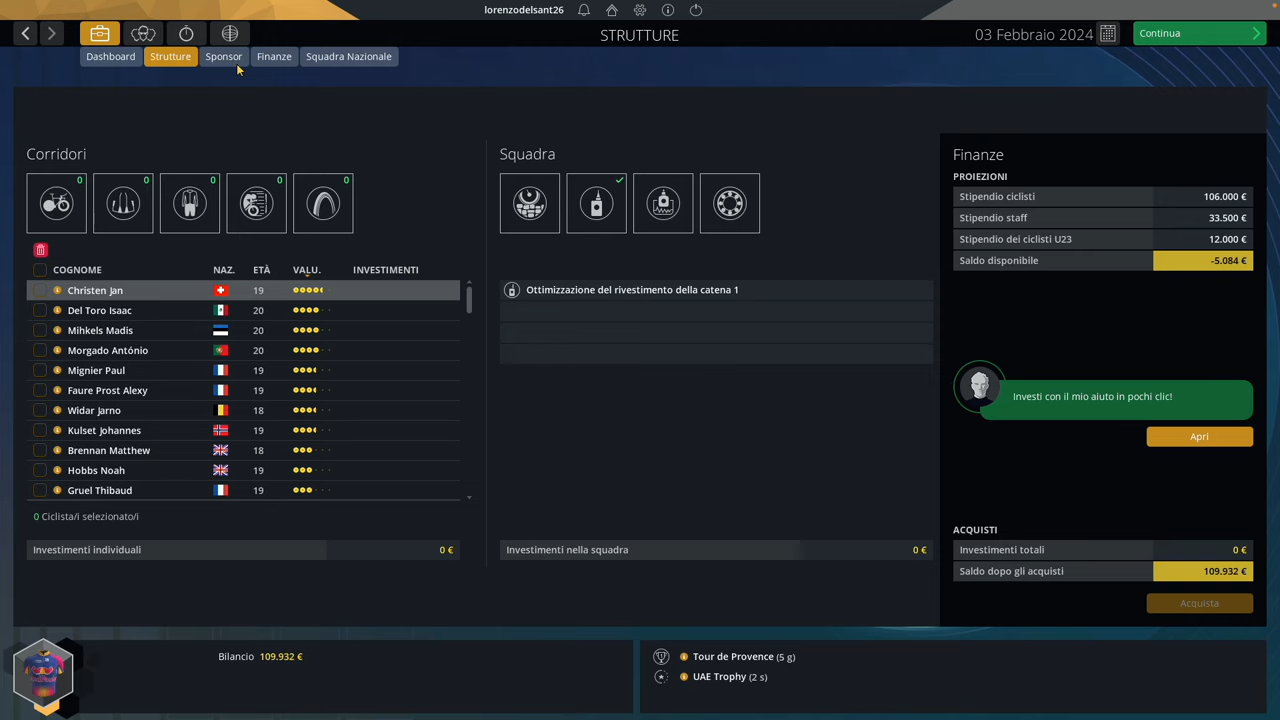 lorenzodelsant26
STRUTTURE
03 Febbraio 2024
Continua
Dashboard
Strutture
Sponsor
Finanze
Squadra Nazionale
Corridori
0
0
0
0
0
COGNOME NAZ. ETÀ VALU. INVESTIMENTI
Christen Jan 19
Del Toro Isaac 20
Mihkels Madis 20
Morgado António 20
Mignier Paul 19
Faure Prost Alexy 19
Widar Jarno 18
Kulset Johannes 19
Brennan Matthew 18
Hobbs Noah 19
Gruel Thibaud 19
0 Ciclista/i selezionato/i
Investimenti individuali 0 €
Squadra
Ottimizzazione del rivestimento della catena 1
Investimenti nella squadra 0 €
Finanze
PROIEZIONI
Stipendio ciclisti 106.000 €
Stipendio staff 33.500 €
Stipendio dei ciclisti U23 12.000 €
Saldo disponibile -5.084 €
Investi con il mio aiuto in pochi clic!
Apri
ACQUISTI
Investimenti totali 0 €
Saldo dopo gli acquisti 109.932 €
Acquista
Bilancio 109.932 €
Tour de Provence (5 g)
UAE Trophy (2 s)